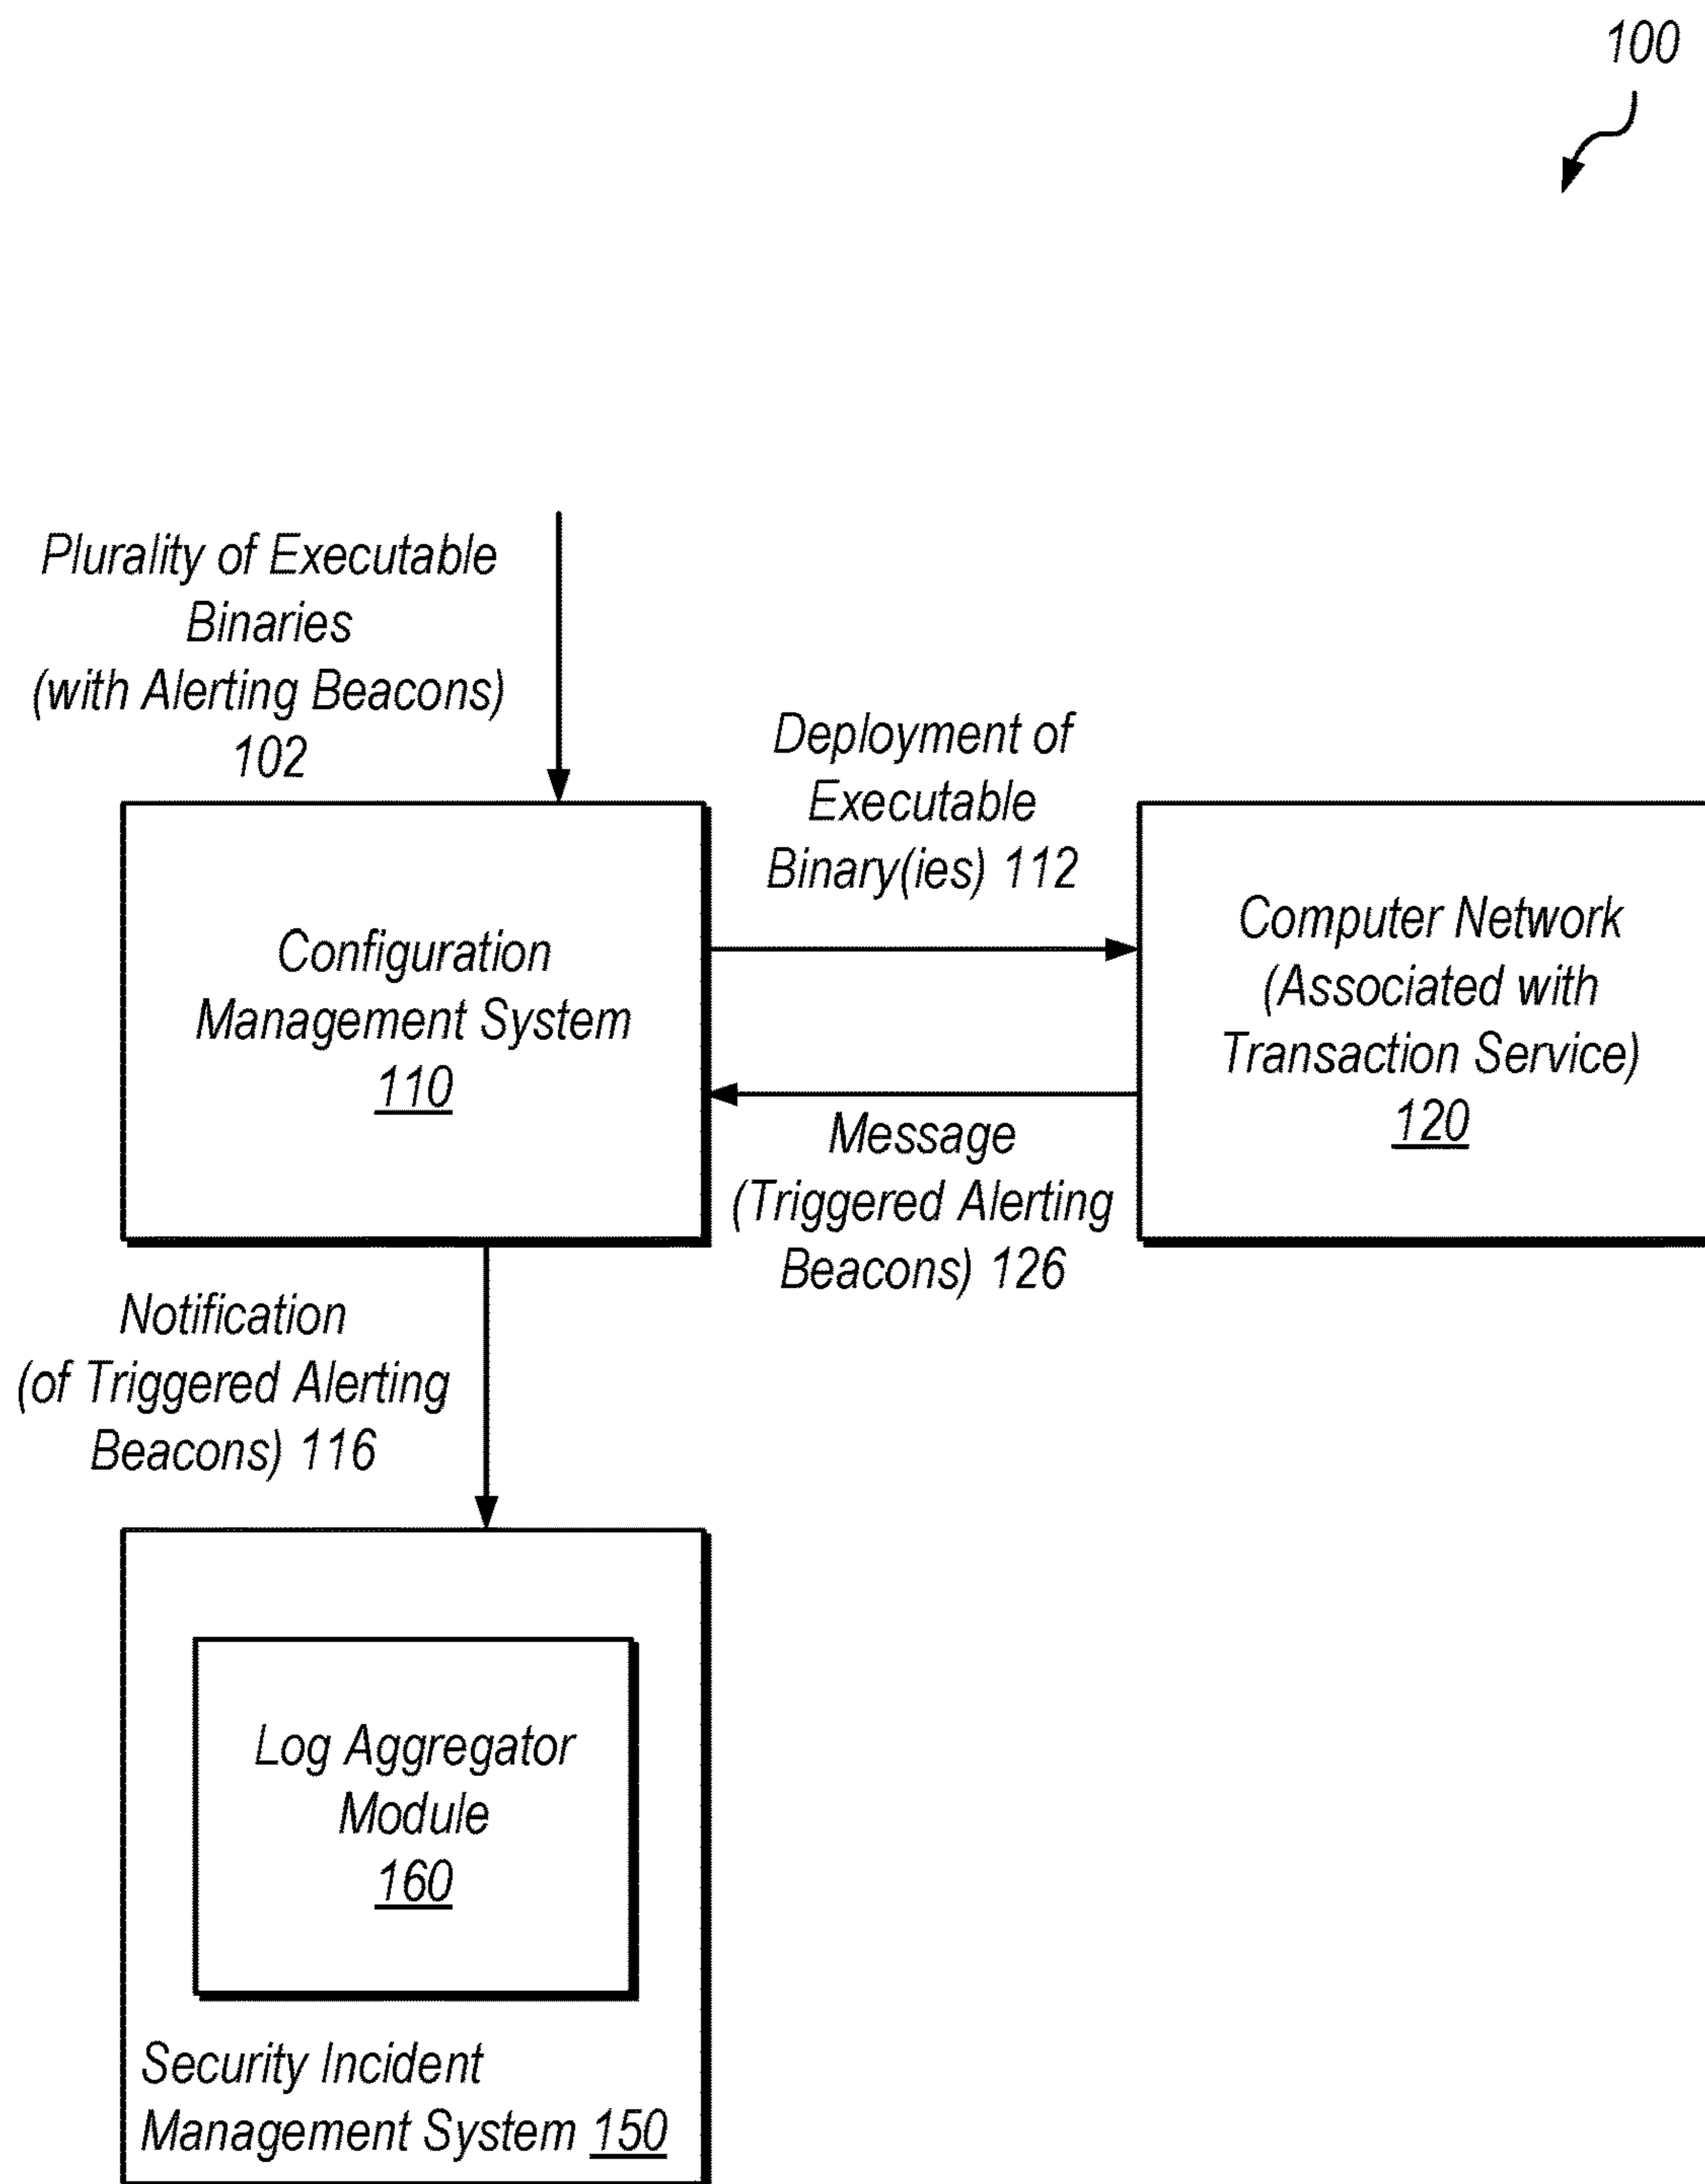 100
Plurality of Executable
Binaries
(with Alerting Beacons)
102
Deployment of
Executable
Binary(ies) 112
Configuration
Management System
110
Computer Network
(Associated with
Transaction Service)
120
Message
(Triggered Alerting
Beacons) 126
Notification
(of Triggered Alerting
Beacons) 116
Log Aggregator
Module
160
Security Incident
Management System 150